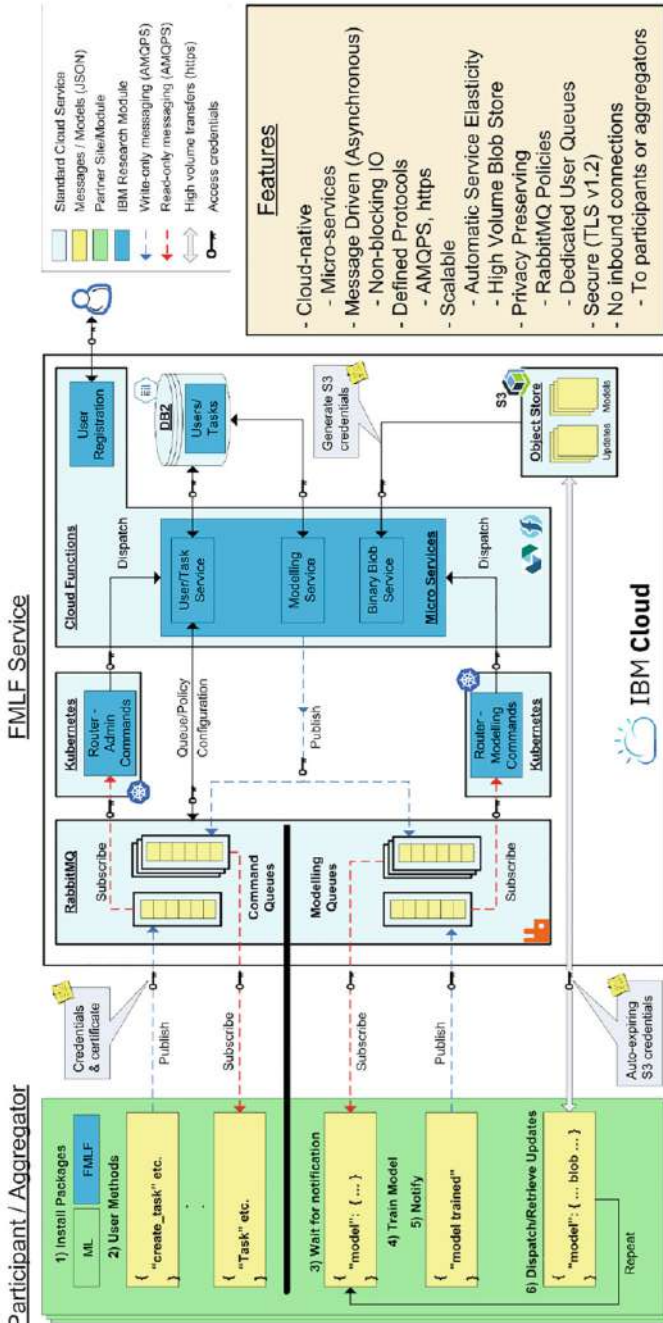 Participant / Aggregator
1) Install Packages
ML
FMLF
2) User Methods
{ "create_task" etc.
}
.
.
{ "Task" etc.
}
3) Wait for notification
{ "model": { ... }
}
4) Train Model
5) Notify
{ "model trained"
}
6) Dispatch/Retrieve Updates
{ "model": { ... blob ... }
}
Repeat
Credentials
& certificate
Publish
Subscribe
Subscribe
Publish
Auto-expiring
S3 credentials
FMLF Service
RabbitMQ
Subscribe
Command
Queues
Modelling
Queues
Subscribe
Kubernetes
Router -
Admin
Commands
Queue/Policy
Configuration
Publish
Router -
Modelling
Commands
Kubernetes
IBM Cloud
Cloud Functions
User
Registration
Dispatch
User/Task
Service
Modelling
Service
Binary Blob
Service
Micro Services
Dispatch
DB2
Users/
Tasks
Generate S3
credentials
S3
Object Store
Updates
Models
Standard Cloud Service
Messages / Models (JSON)
Partner Site/Module
IBM Research Module
Write-only messaging (AMQPS)
Read-only messaging (AMQPS)
High volume transfers (https)
Access credentials
Features
- Cloud-native
- Micro-services
- Message Driven (Asynchronous)
- Non-blocking IO
- Defined Protocols
- AMQPS, https
- Scalable
- Automatic Service Elasticity
- High Volume Blob Store
- Privacy Preserving
- RabbitMQ Policies
- Dedicated User Queues
- Secure (TLS v1.2)
- No inbound connections
- To participants or aggregators